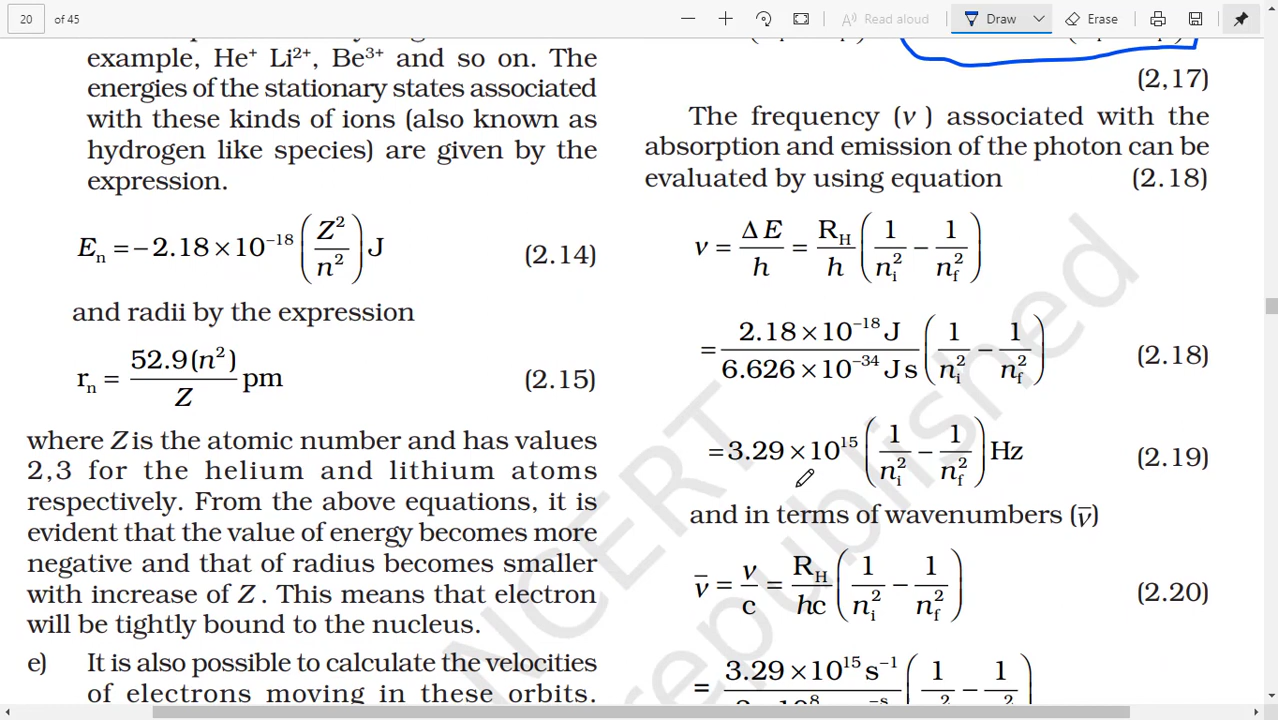 20 of 45
Read aloud
Draw
Erase
example, He⁺ Li²⁺, Be³⁺ and so on. The
energies of the stationary states associated
with these kinds of ions (also known as
hydrogen like species) are given by the
expression.
Eₙ = − 2.18 × 10⁻¹⁸ (Z²/n²) J (2.14)
and radii by the expression
rₙ = 52.9(n²)/Z pm (2.15)
where Z is the atomic number and has values
2,3 for the helium and lithium atoms
respectively. From the above equations, it is
evident that the value of energy becomes more
negative and that of radius becomes smaller
with increase of Z . This means that electron
will be tightly bound to the nucleus.
e) It is also possible to calculate the velocities
of electrons moving in these orbits.
(2,17)
The frequency (ν ) associated with the
absorption and emission of the photon can be
evaluated by using equation (2.18)
ν = ΔE/h = R_H/h (1/n_i² − 1/n_f²)
= 2.18 × 10⁻¹⁸ J / 6.626 × 10⁻³⁴ J s (1/n_i² − 1/n_f²) (2.18)
= 3.29 × 10¹⁵ (1/n_i² − 1/n_f²) Hz (2.19)
and in terms of wavenumbers (ν̄)
ν̄ = ν/c = R_H/hc (1/n_i² − 1/n_f²) (2.20)
= 3.29 × 10¹⁵ s⁻¹ (1 − 1)
NCERT
republished